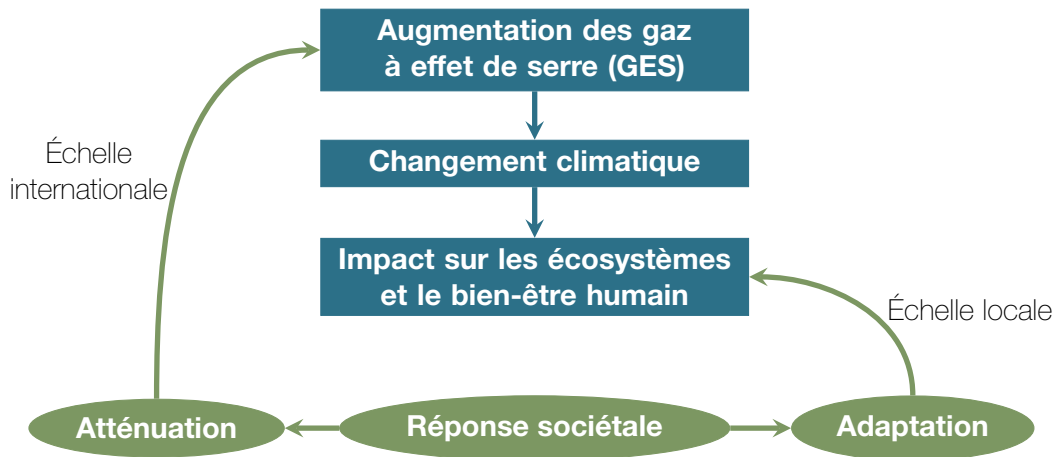 Augmentation des gaz
à effet de serre (GES)
Échelle
internationale
Changement climatique
Impact sur les écosystèmes
et le bien-être humain
Échelle locale
Atténuation
Réponse sociétale
Adaptation